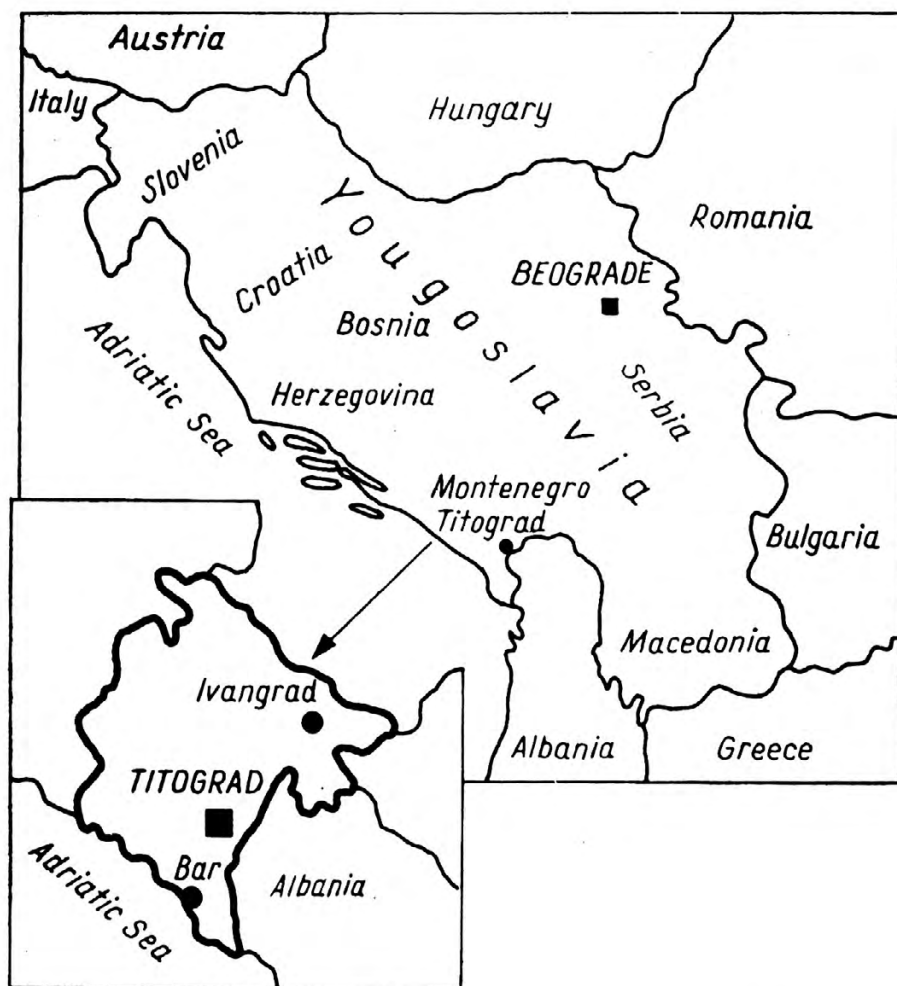 Austria
Hungary
Italy
Slovenia
Romania
Yougoslavia
Croatia
BEOGRADE
Bosnia
Adriatic Sea
Herzegovina
Serbia
Montenegro
Titograd
Bulgaria
Macedonia
Albania
Greece
Ivangrad
TITOGRAD
Bar
Albania
Adriatic Sea